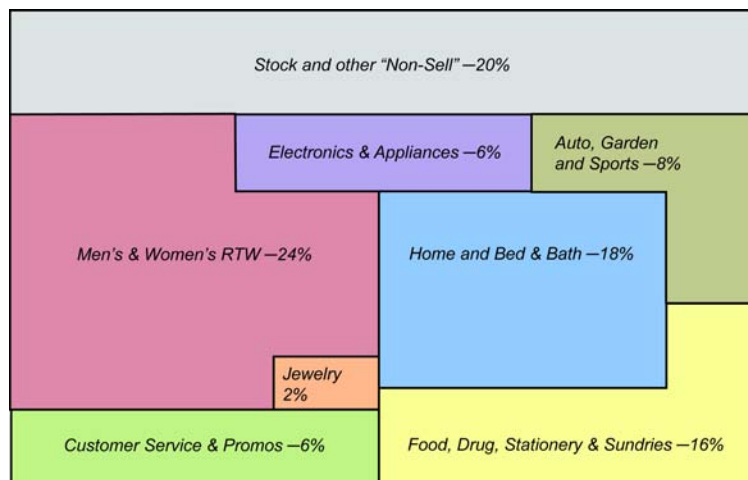 Stock and other “Non-Sell” —20%
Electronics & Appliances —6%
Auto, Garden
and Sports —8%
Men’s & Women’s RTW —24%
Home and Bed & Bath —18%
Jewelry
2%
Customer Service & Promos —6%
Food, Drug, Stationery & Sundries —16%